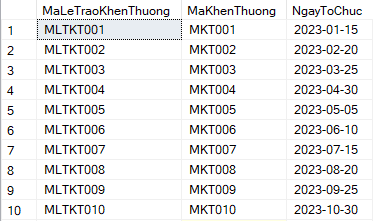 MaLeTraoKhenThuong MaKhenThuong NgayToChuc
1 MLTKT001 MKT001 2023-01-15
2 MLTKT002 MKT002 2023-02-20
3 MLTKT003 MKT003 2023-03-25
4 MLTKT004 MKT004 2023-04-30
5 MLTKT005 MKT005 2023-05-05
6 MLTKT006 MKT006 2023-06-10
7 MLTKT007 MKT007 2023-07-15
8 MLTKT008 MKT008 2023-08-20
9 MLTKT009 MKT009 2023-09-25
10 MLTKT010 MKT010 2023-10-30